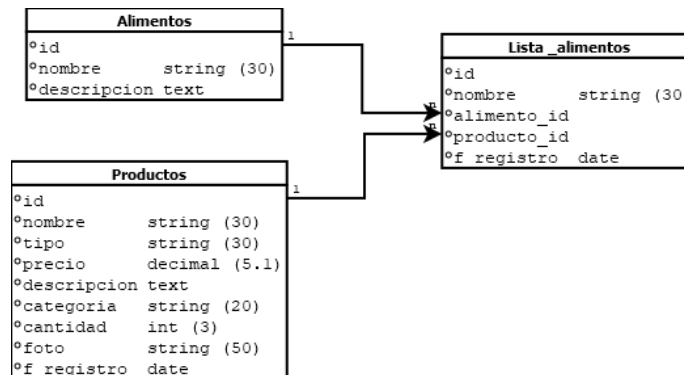 Alimentos
°id
°nombre string (30)
°descripcion text
1
Lista _alimentos
°id
°nombre string (30
°alimento_id
°producto_id
°f registro date
n
n
Productos
°id
°nombre string (30)
°tipo string (30)
°precio decimal (5.1)
°descripcion text
°categoria string (20)
°cantidad int (3)
°foto string (50)
°f registro date
1